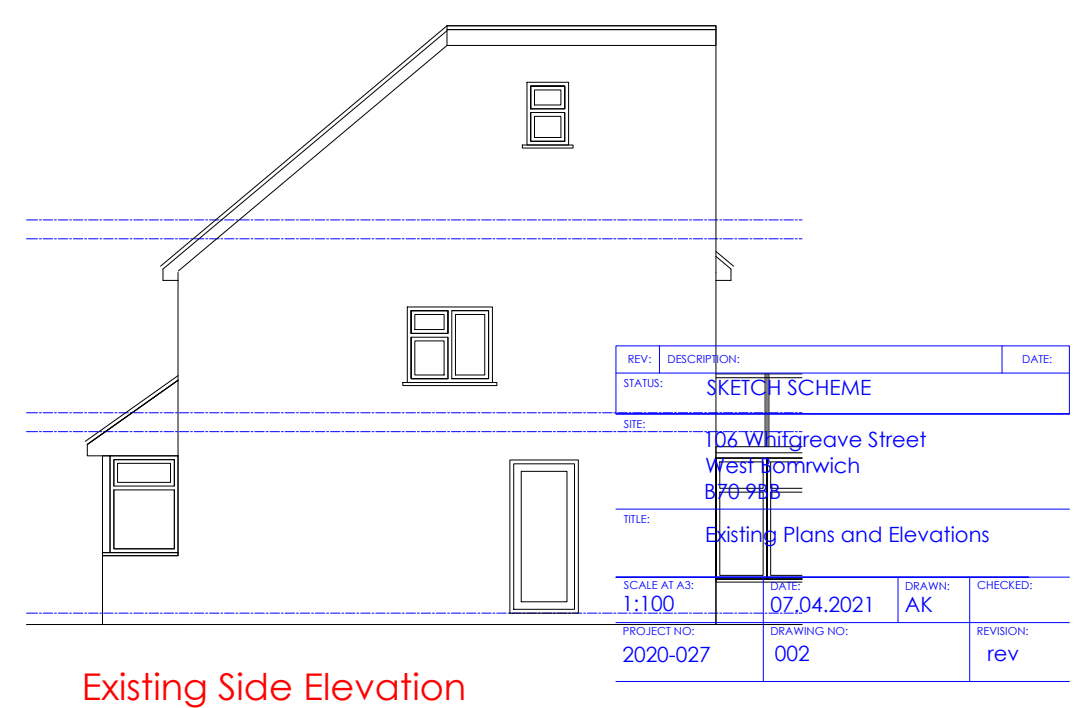 REV: DESCRIPTION: DATE:
STATUS: SKETCH SCHEME
SITE:
106 Whitgreave Street
West Bomrwich
B70 9BB
TITLE:
Existing Plans and Elevations
SCALE AT A3: DATE: DRAWN: CHECKED:
1:100 07.04.2021 AK
PROJECT NO: DRAWING NO: REVISION:
2020-027 002 rev
Existing Side Elevation